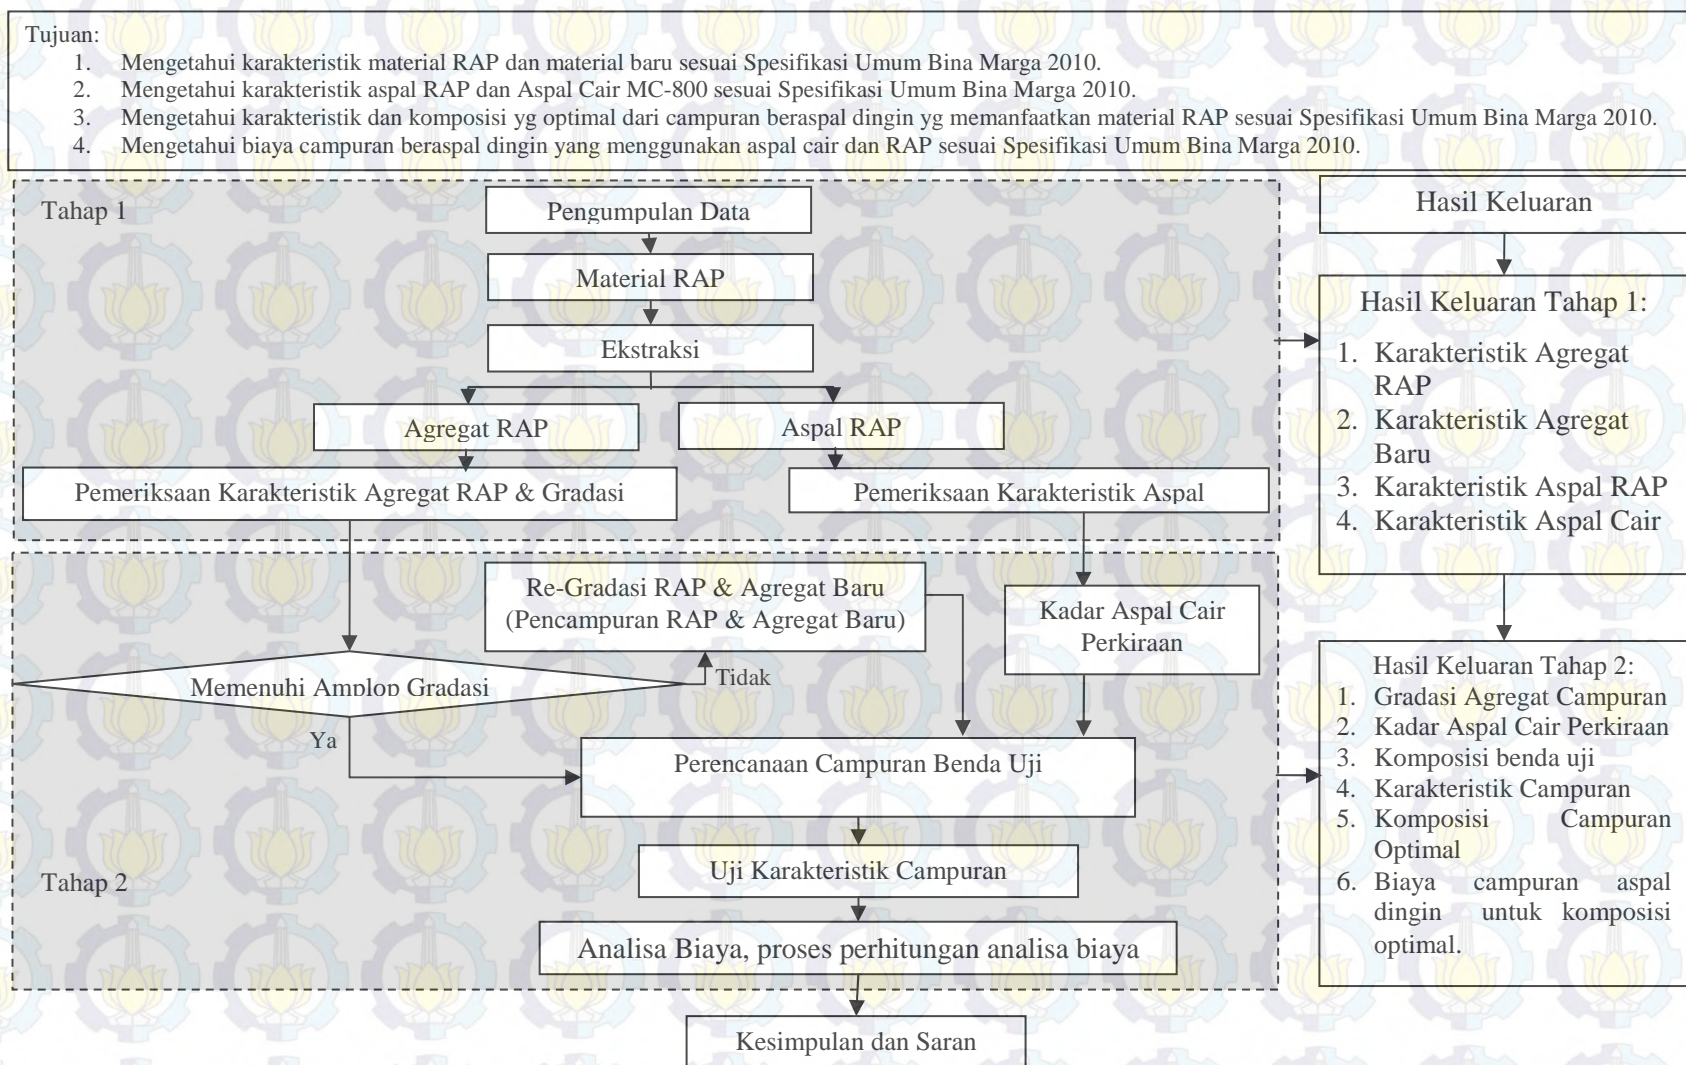 Tujuan:
1. Mengetahui karakteristik material RAP dan material baru sesuai Spesifikasi Umum Bina Marga 2010.
2. Mengetahui karakteristik aspal RAP dan Aspal Cair MC-800 sesuai Spesifikasi Umum Bina Marga 2010.
3. Mengetahui karakteristik dan komposisi yg optimal dari campuran beraspal dingin yg memanfaatkan material RAP sesuai Spesifikasi Umum Bina Marga 2010.
4. Mengetahui biaya campuran beraspal dingin yang menggunakan aspal cair dan RAP sesuai Spesifikasi Umum Bina Marga 2010.
Tahap 1
Pengumpulan Data
Material RAP
Ekstraksi
Agregat RAP
Aspal RAP
Pemeriksaan Karakteristik Agregat RAP & Gradasi
Pemeriksaan Karakteristik Aspal
Re-Gradasi RAP & Agregat Baru
(Pencampuran RAP & Agregat Baru)
Kadar Aspal Cair
Perkiraan
Memenuhi Amplop Gradasi
Tidak
Ya
Perencanaan Campuran Benda Uji
Uji Karakteristik Campuran
Tahap 2
Analisa Biaya, proses perhitungan analisa biaya
Kesimpulan dan Saran
Hasil Keluaran
Hasil Keluaran Tahap 1:
1. Karakteristik Agregat
RAP
2. Karakteristik Agregat
Baru
3. Karakteristik Aspal RAP
4. Karakteristik Aspal Cair
Hasil Keluaran Tahap 2:
1. Gradasi Agregat Campuran
2. Kadar Aspal Cair Perkiraan
3. Komposisi benda uji
4. Karakteristik Campuran
5. Komposisi Campuran
Optimal
6. Biaya campuran aspal
dingin untuk komposisi
optimal.